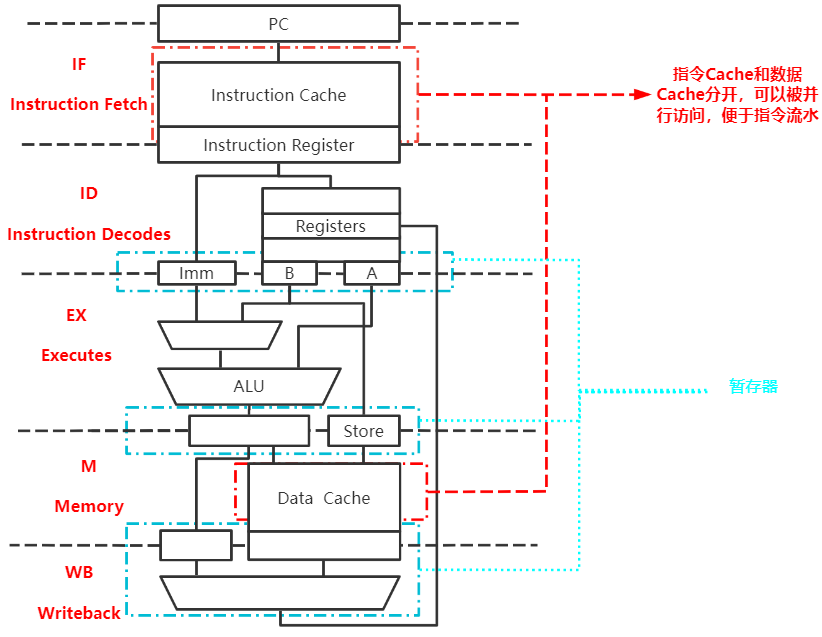 PC
IF
Instruction Fetch
Instruction Cache
指令Cache和数据
Cache分开，可以被并
行访问，便于指令流水
Instruction Register
ID
Instruction Decodes
Registers
Imm
B
A
EX
Executes
ALU
暂存器
Store
M
Memory
Data Cache
WB
Writeback